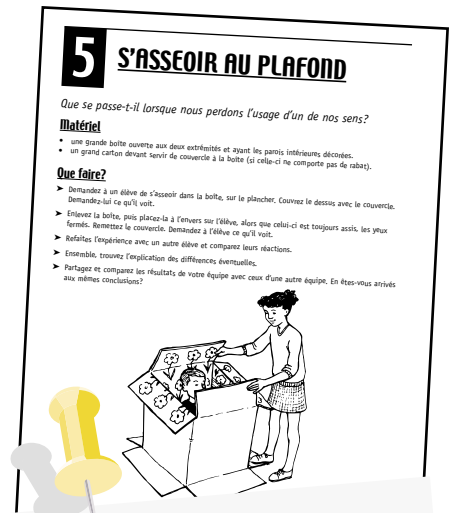 5
S'ASSEOIR AU PLAFOND
Que se passe-t-il lorsque nous perdons l'usage d'un de nos sens?
Matériel
• une grande boîte ouverte aux deux extrémités et ayant les parois intérieures décorées.
• un grand carton devant servir de couvercle à la boîte (si celle-ci ne comporte pas de rabat).
Que faire?
➤ Demandez à un élève de s'asseoir dans la boîte, sur le plancher. Couvrez le dessus avec le couvercle.
Demandez-lui ce qu'il voit.
➤ Enlevez la boîte, puis placez-la à l'envers sur l'élève, alors que celui-ci est toujours assis, les yeux
fermés. Remettez le couvercle. Demandez à l'élève ce qu'il voit.
➤ Refaites l'expérience avec un autre élève et comparez leurs réactions.
➤ Ensemble, trouvez l'explication des différences éventuelles.
➤ Partagez et comparez les résultats de votre équipe avec ceux d'une autre équipe. En êtes-vous arrivés
aux mêmes conclusions?